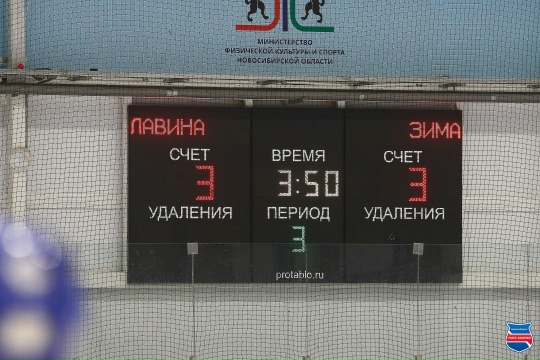 МИНИСТЕРСТВО
ФИЗИЧЕСКОЙ КУЛЬТУРЫ И СПОРТА
НОВОСИБИРСКОЙ ОБЛАСТИ
ЛАВИНА
ЗИМА
СЧЕТ
ВРЕМЯ
СЧЕТ
3
3:50
3
УДАЛЕНИЯ
ПЕРИОД
УДАЛЕНИЯ
3
protablo.ru